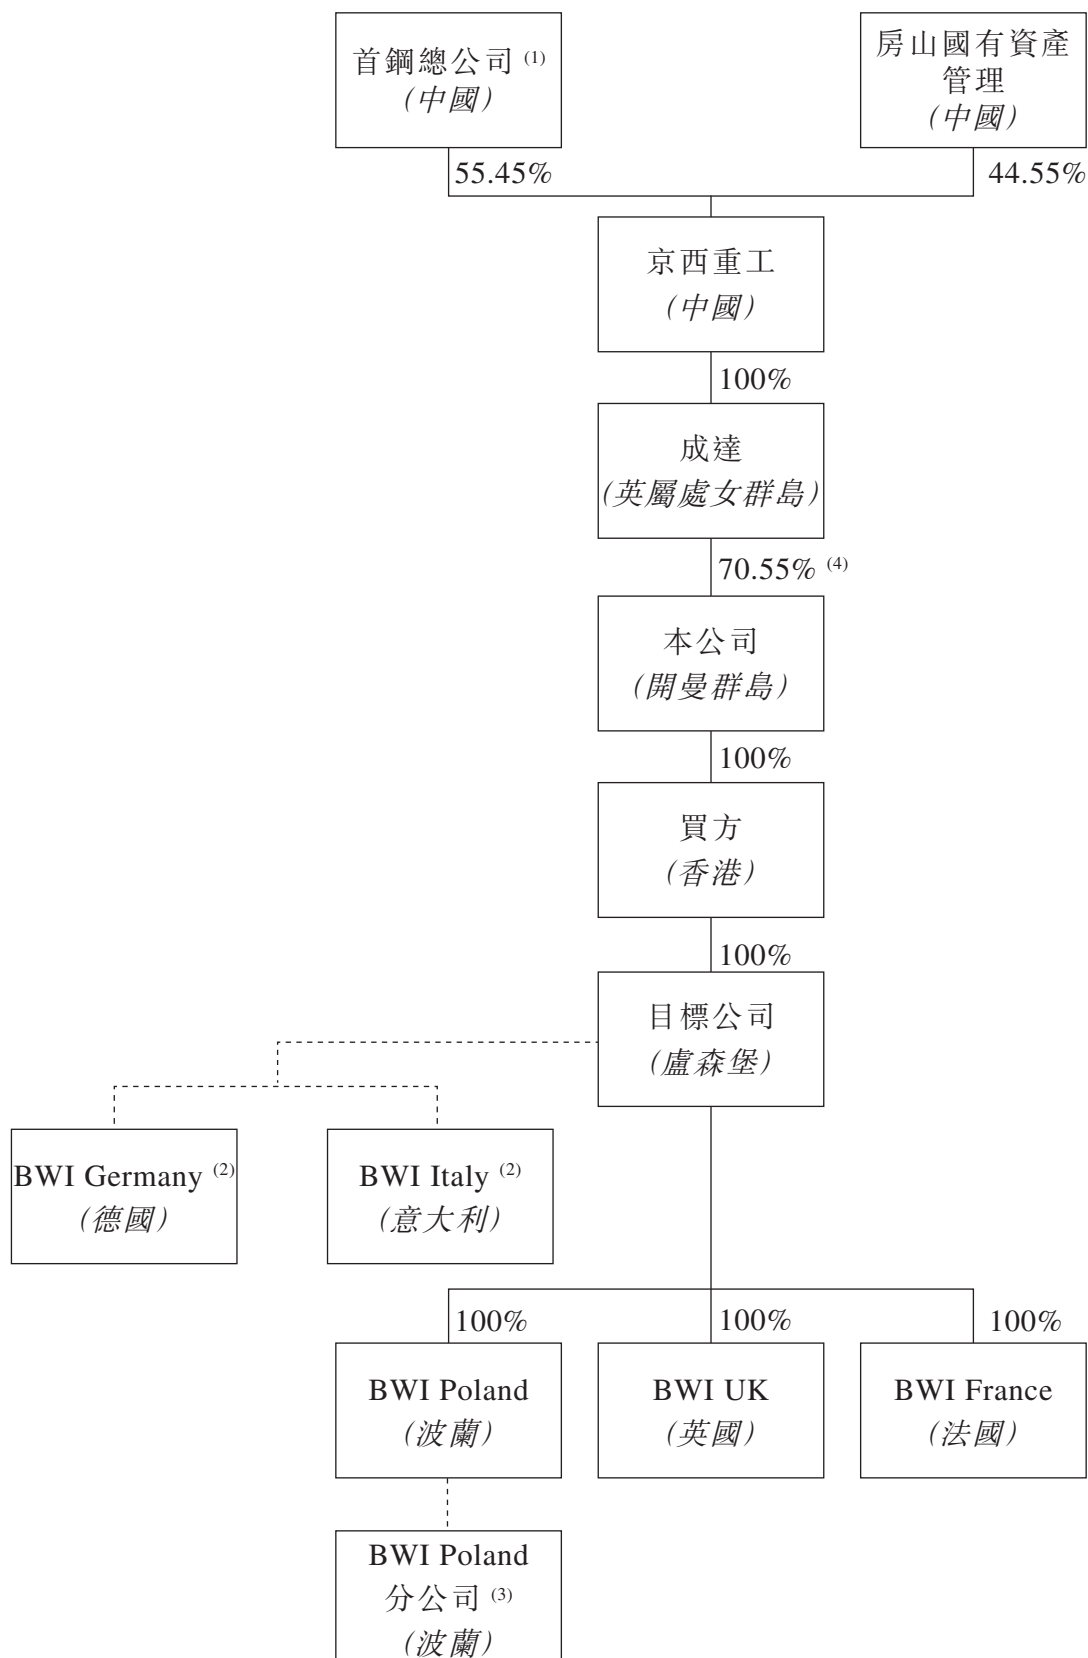 首鋼總公司 (1)
(中國)
房山國有資產
管理
(中國)
55.45%
44.55%
京西重工
(中國)
100%
成達
(英屬處女群島)
70.55% (4)
本公司
(開曼群島)
100%
買方
(香港)
100%
目標公司
(盧森堡)
BWI Germany (2)
(德國)
BWI Italy (2)
(意大利)
100%
100%
100%
BWI Poland
(波蘭)
BWI UK
(英國)
BWI France
(法國)
BWI Poland
分公司 (3)
(波蘭)